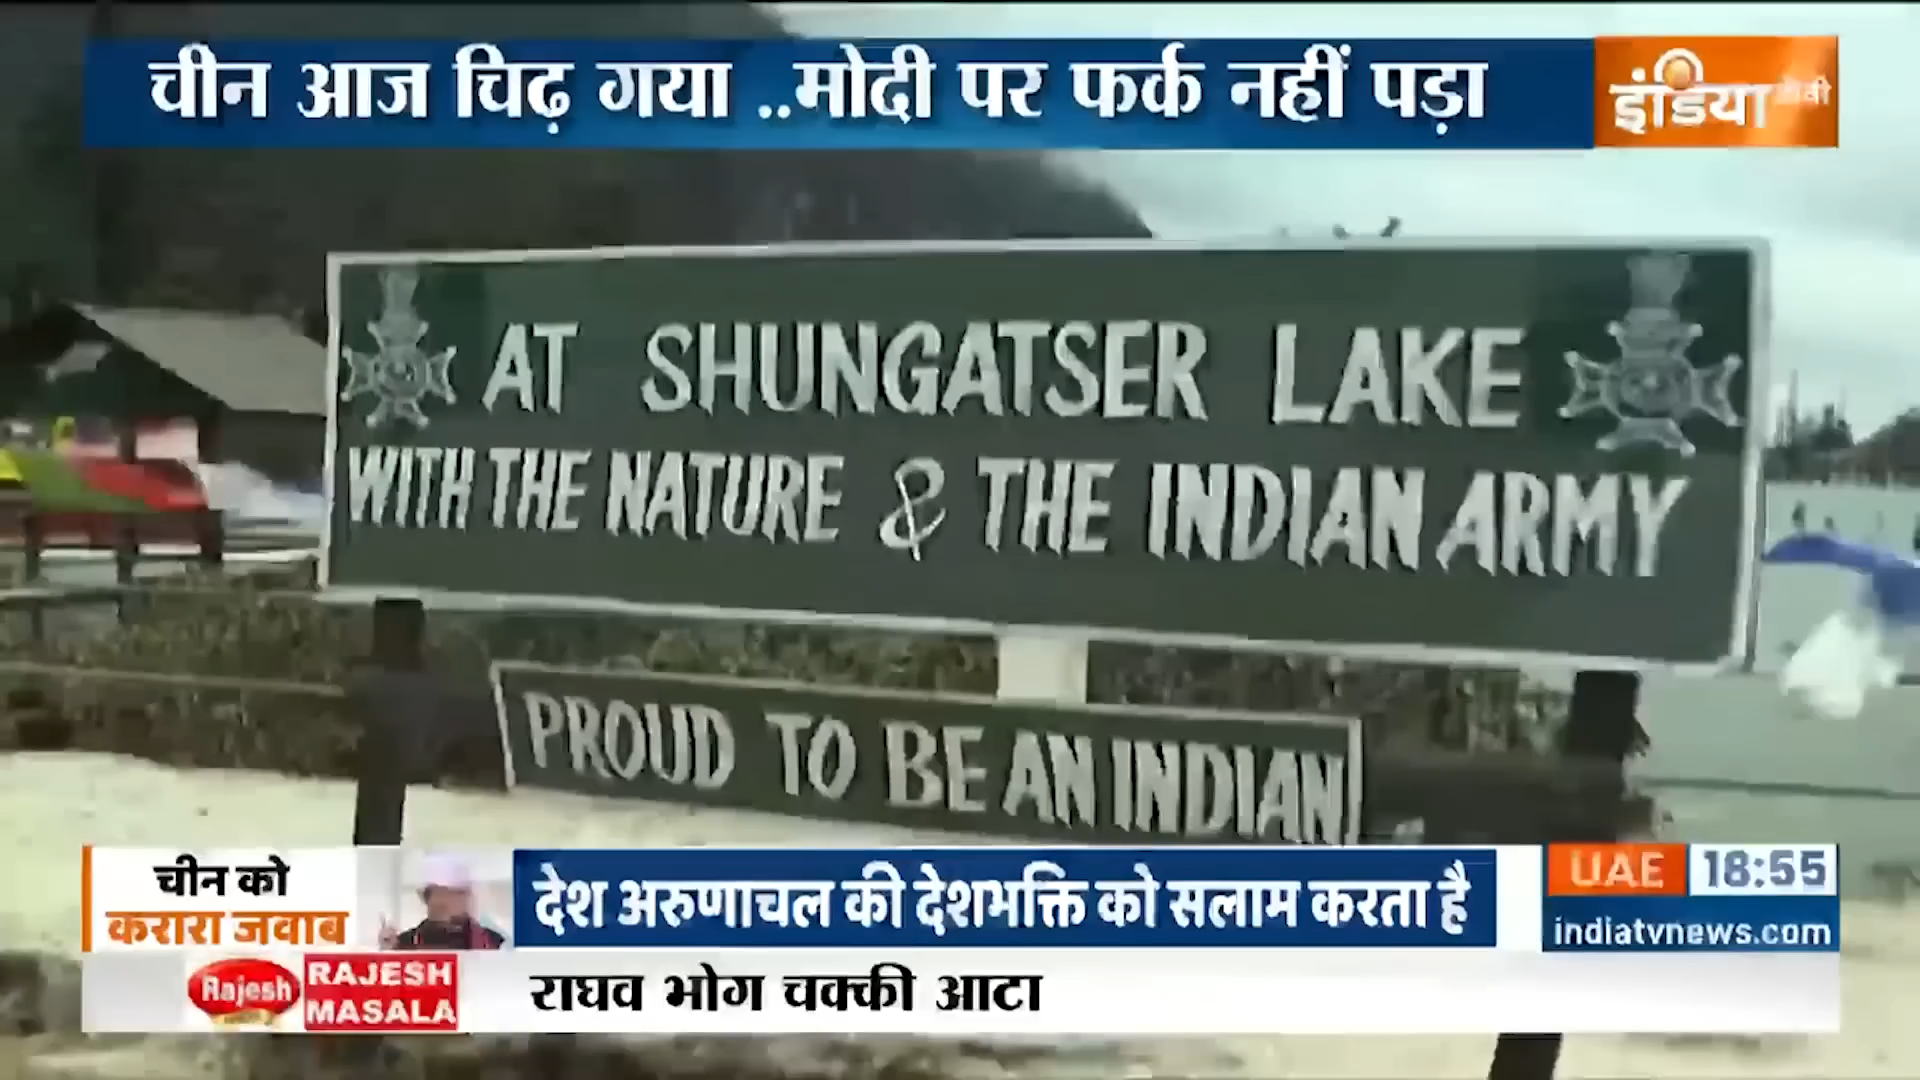 चीन आज चिढ़ गया ..मोदी पर फर्क नहीं पड़ा
इंडिया टीवी
AT SHUNGATSER LAKE
WITH THE NATURE & THE INDIAN ARMY
PROUD TO BE AN INDIAN
चीन को
करारा जवाब
देश अरुणाचल की देशभक्ति को सलाम करता है
UAE 18:55
indiatvnews.com
Rajesh
RAJESH
MASALA
राघव भोग चक्की आटा